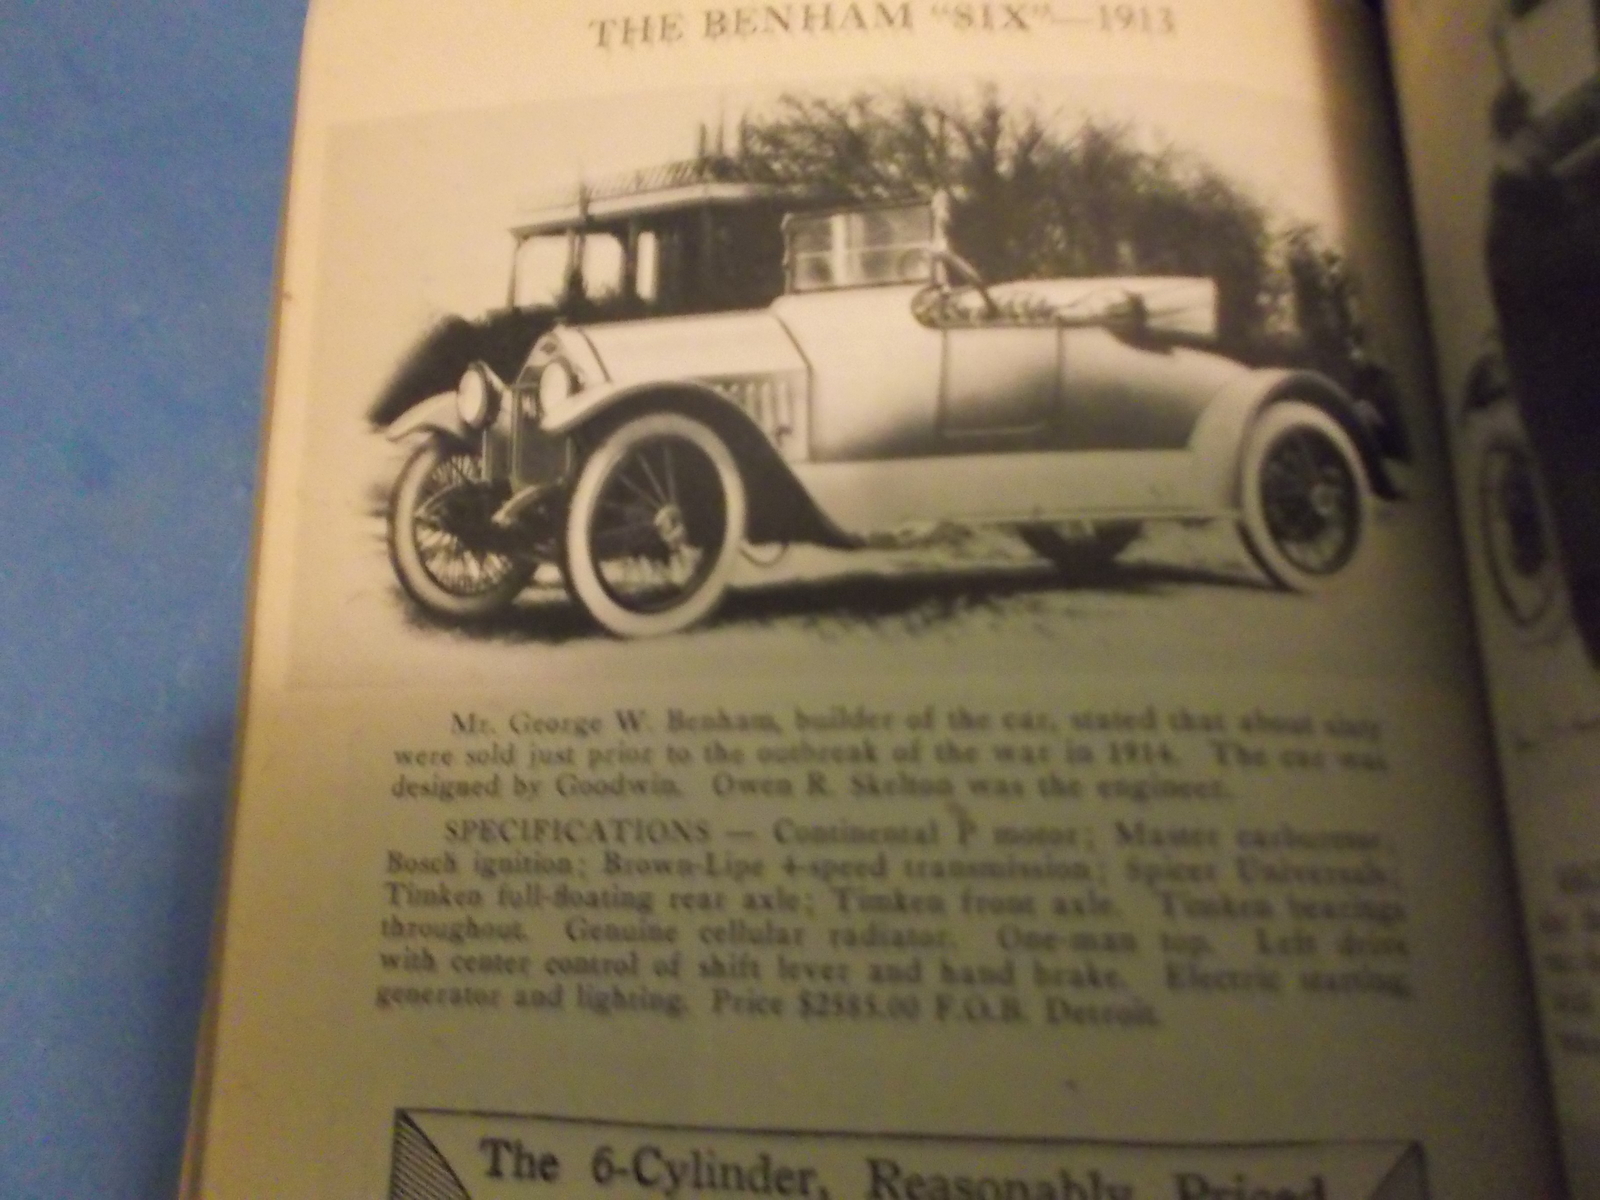 THE BENHAM "SIX"—1913
Mr. George W. Benham, builder of the car, stated that about sixty
were sold just prior to the outbreak of the war in 1914. The car was
designed by Goodwin. Owen R. Skelton was the engineer.
SPECIFICATIONS — Continental P motor; Master carburetor,
Bosch ignition; Brown-Lipe 4-speed transmission; Spicer Universals;
Timken full-floating rear axle; Timken front axle. Timken bearings
throughout. Genuine cellular radiator. One-man top. Left drive
with center control of shift lever and hand brake. Electric starting,
generator and lighting. Price $2585.00 F.O.B. Detroit.
The 6-Cylinder, Reasonably Priced